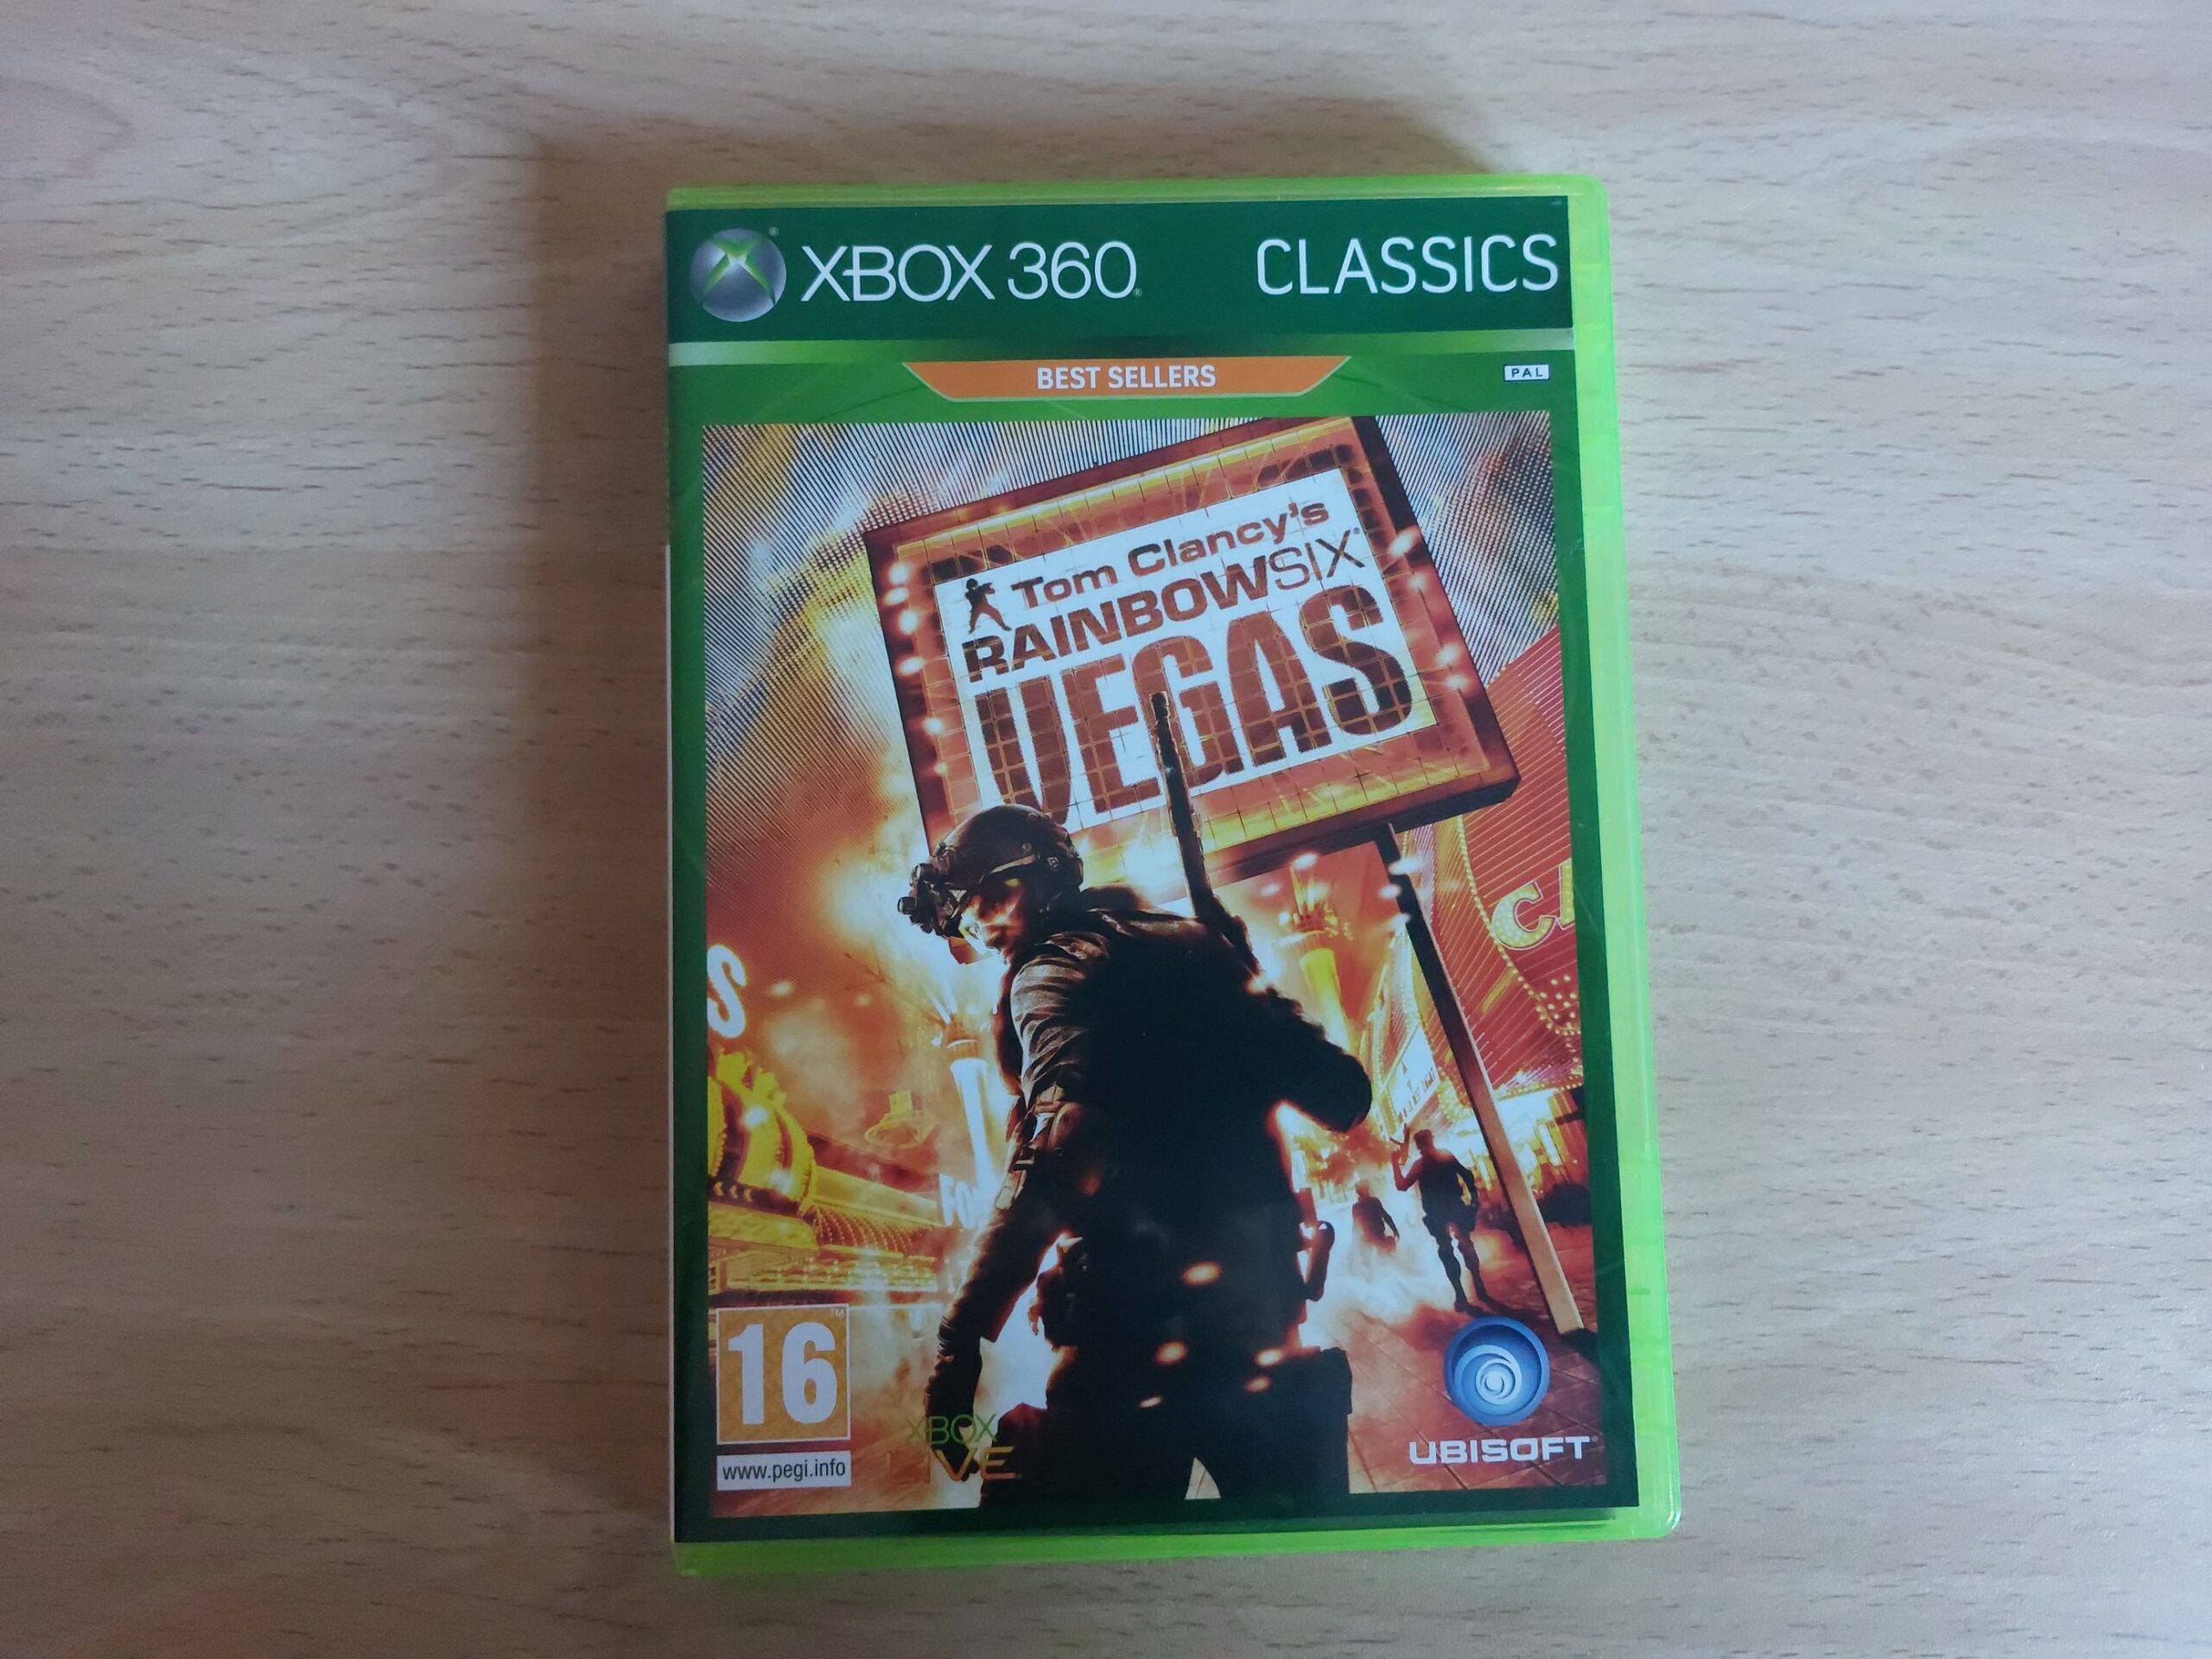 XBOX 360 CLASSICS
BEST SELLERS
PAL
Tom Clancy's
RAINBOWSIX
VEGAS
16
www.pegi.info
XBOX
LIVE
UBISOFT